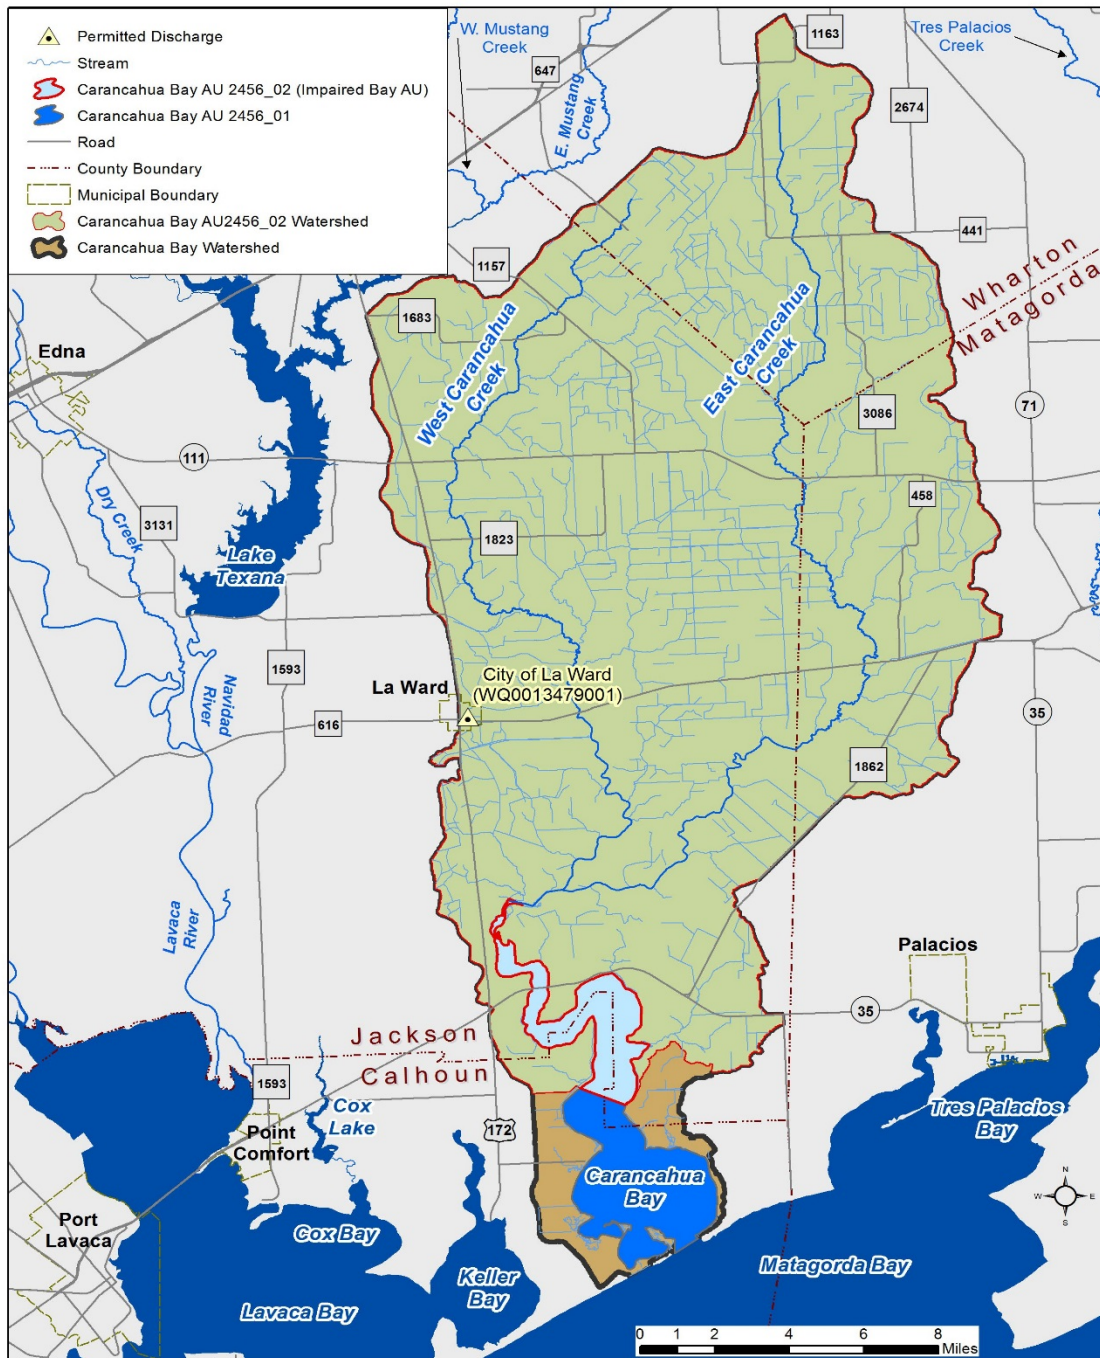 Permitted Discharge
Stream
Carancahua Bay AU 2456_02 (Impaired Bay AU)
Carancahua Bay AU 2456_01
Road
County Boundary
Municipal Boundary
Carancahua Bay AU2456_02 Watershed
Carancahua Bay Watershed
W. Mustang
Creek
647
E. Mustang
Creek
1163
Tres Palacios
Creek
2674
441
1157
Wharton
Matagorda
1683
West Carancahua
Creek
East Carancahua
Creek
Edna
3086
71
111
458
Dry Creek
3131
1823
Lake
Texana
1593
Navidad
River
La Ward
City of La Ward
(WQ0013479001)
616
35
1862
Lavaca
River
Palacios
35
Jackson
Calhoun
1593
Cox
Lake
Point
Comfort
172
Tres Palacios
Bay
Carancahua
Bay
N
W
E
S
Port
Lavaca
Cox Bay
Keller
Bay
Matagorda Bay
Lavaca Bay
0 1 2 4 6 8
Miles